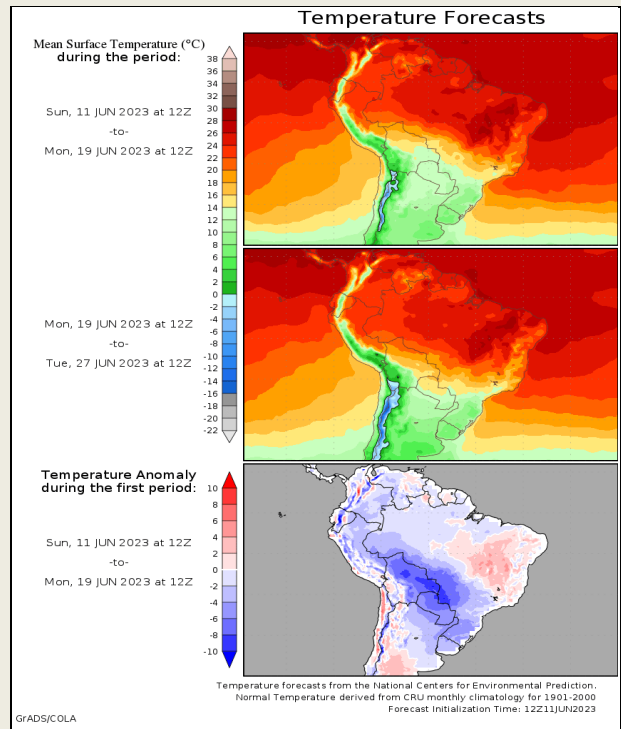 Temperature Forecasts
Mean Surface Temperature (°C)
during the period:
38
36
34
32
30
28
26
24
22
20
18
16
14
12
10
8
6
4
2
0
-2
-4
-6
-8
-10
-12
-14
-16
-18
-20
-22
Sun, 11 JUN 2023 at 12Z
-to-
Mon, 19 JUN 2023 at 12Z
Mon, 19 JUN 2023 at 12Z
-to-
Tue, 27 JUN 2023 at 12Z
Temperature Anomaly
during the first period:
10
8
6
4
2
0
-2
-4
-6
-8
-10
Sun, 11 JUN 2023 at 12Z
-to-
Mon, 19 JUN 2023 at 12Z
Temperature forecasts from the National Centers for Environmental Prediction.
Normal Temperature derived from CRU monthly climatology for 1901-2000
Forecast Initialization Time: 12Z11JUN2023
GrADS/COLA